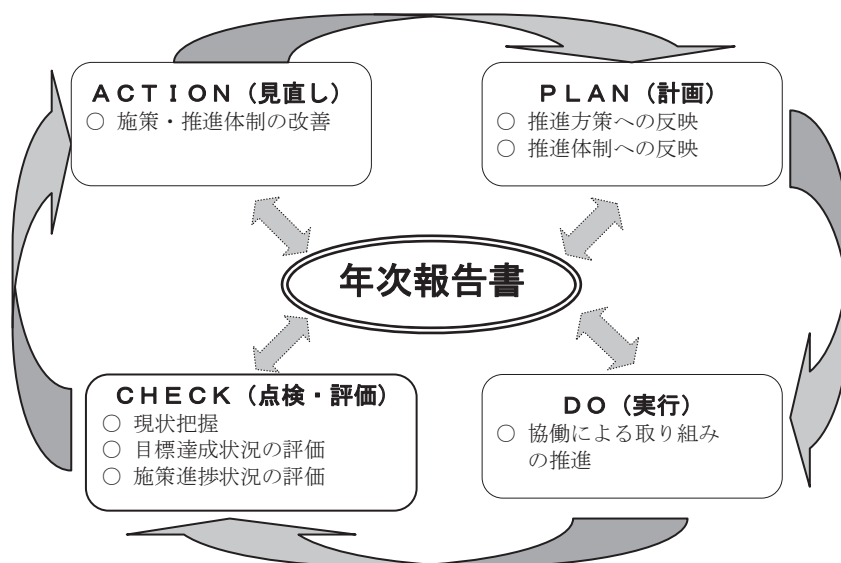 ＡＣＴＩＯＮ（見直し）
○ 施策・推進体制の改善
ＰＬＡＮ（計画）
○ 推進方策への反映
○ 推進体制への反映
年次報告書
ＣＨＥＣＫ（点検・評価）
○ 現状把握
○ 目標達成状況の評価
○ 施策進捗状況の評価
ＤＯ（実行）
○ 協働による取り組み
の推進